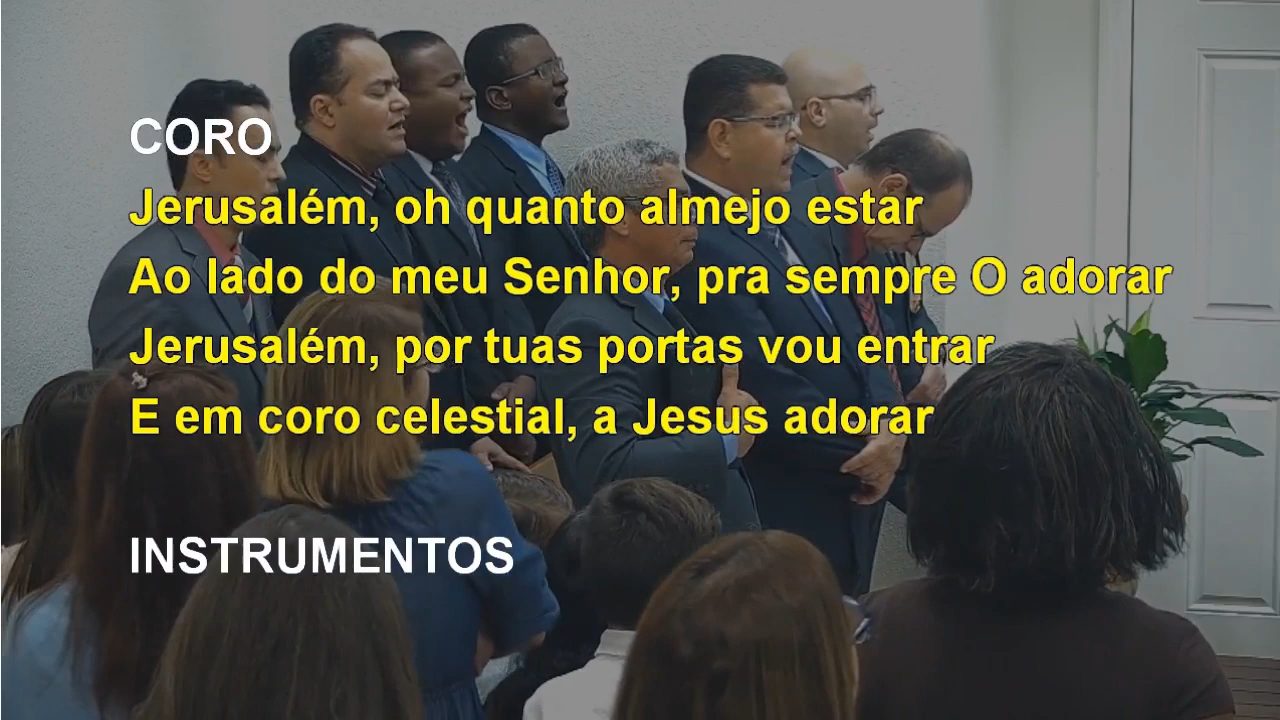 CORO
Jerusalém, oh quanto almejo estar
Ao lado do meu Senhor, pra sempre O adorar
Jerusalém, por tuas portas vou entrar
E em coro celestial, a Jesus adorar
INSTRUMENTOS